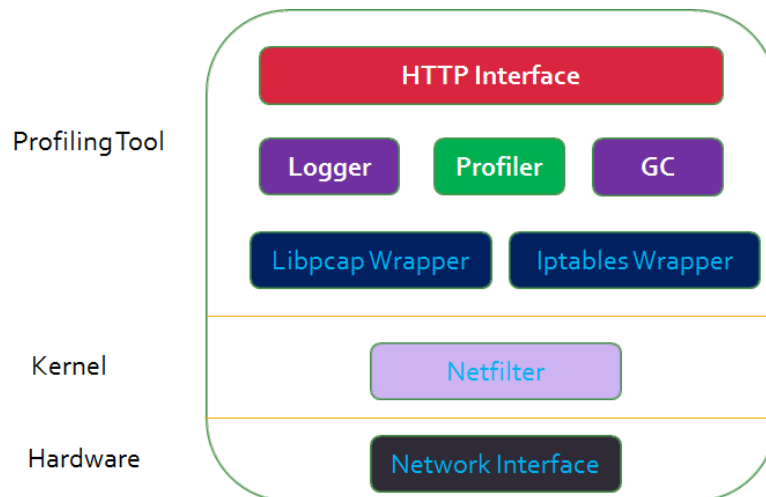 HTTP Interface
Profiling Tool
Logger
Profiler
GC
Libpcap Wrapper
Iptables Wrapper
Kernel
Netfilter
Hardware
Network Interface